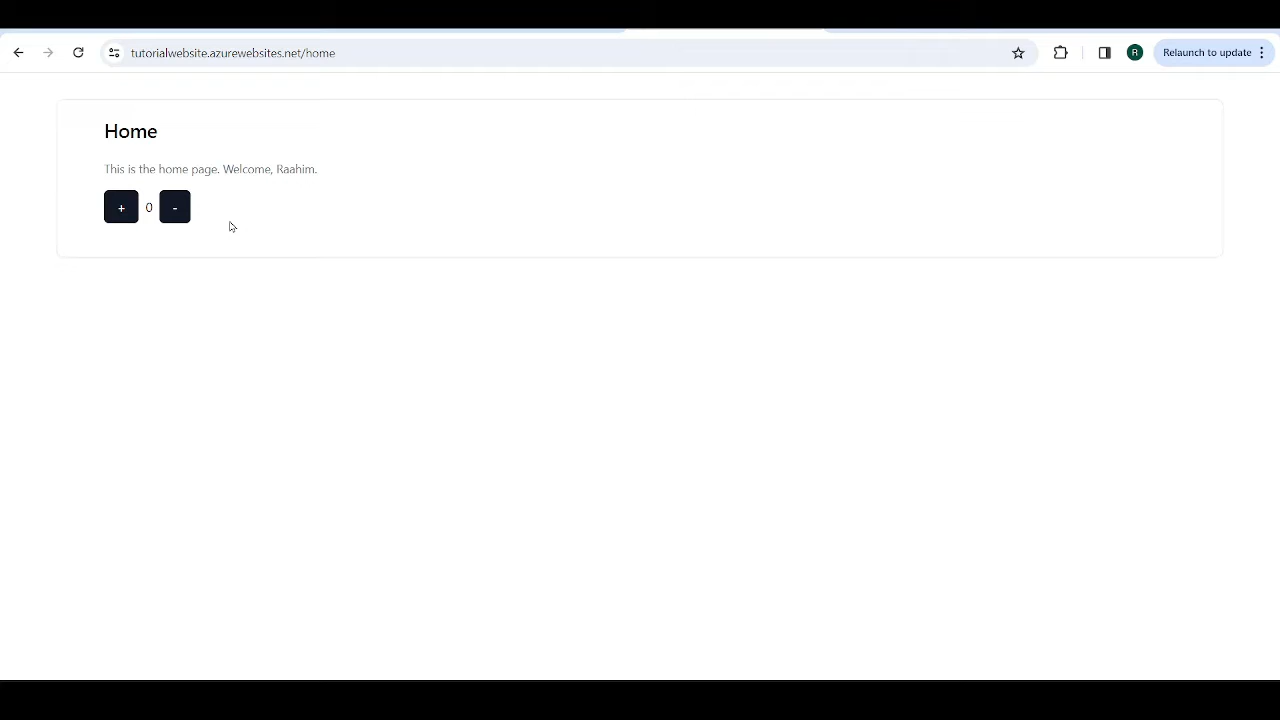 tutorialwebsite.azurewebsites.net/home
R
Relaunch to update
Home
This is the home page. Welcome, Raahim.
+ 0 -